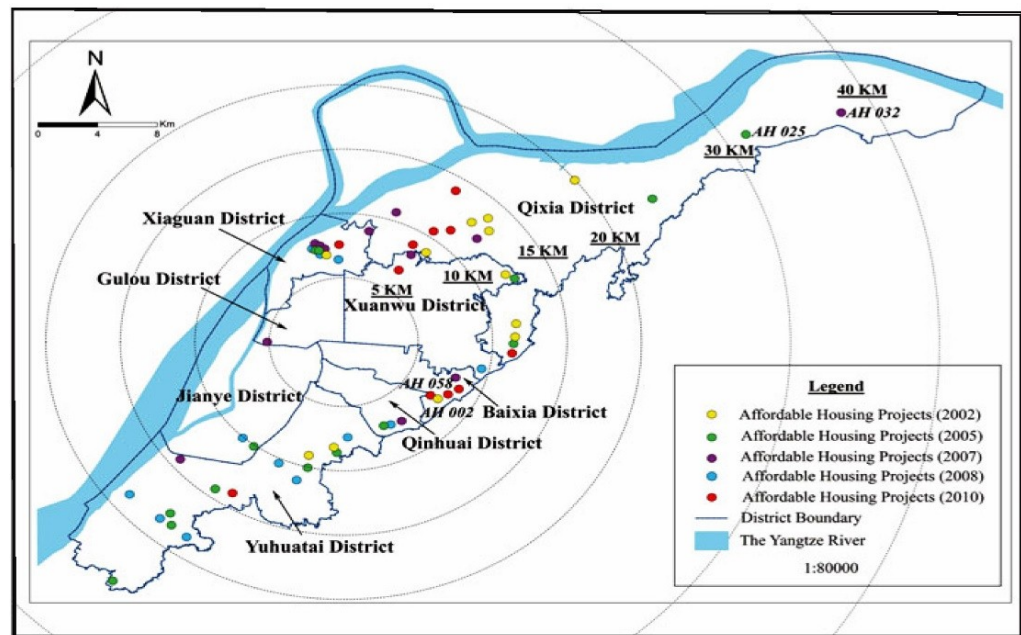 N
0 4 8 Km
40 KM
AH 032
AH 025
30 KM
Qixia District
Xiaguan District
20 KM
15 KM
Gulou District
10 KM
5 KM
Xuanwu District
Jianye District
AH 058
AH 002
Baixia District
Qinhuai District
Yuhuatai District
Legend
Affordable Housing Projects (2002)
Affordable Housing Projects (2005)
Affordable Housing Projects (2007)
Affordable Housing Projects (2008)
Affordable Housing Projects (2010)
District Boundary
The Yangtze River
1:80000